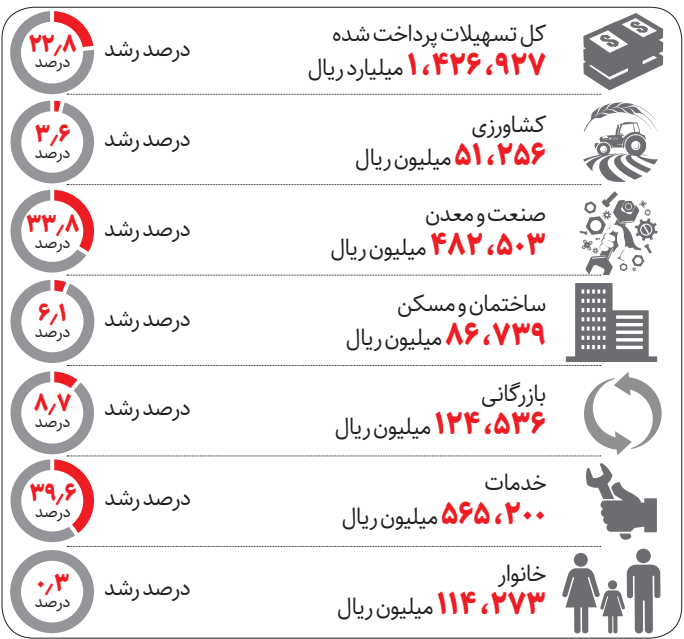 کل تسهیلات پرداخت شده
۱،۴۲۶،۹۲۷ میلیارد ریال
درصد رشد
۲۲٫۸
درصد
کشاورزی
۵۱،۲۵۶ میلیون ریال
درصد رشد
۳٫۶
درصد
صنعت و معدن
۴۸۲،۵۰۳ میلیون ریال
درصد رشد
۳۳٫۸
درصد
ساختمان و مسکن
۸۶،۷۳۹ میلیون ریال
درصد رشد
۶٫۱
درصد
بازرگانی
۱۲۴،۵۳۶ میلیون ریال
درصد رشد
۸٫۷
درصد
خدمات
۵۶۵،۲۰۰ میلیون ریال
درصد رشد
۳۹٫۶
درصد
خانوار
۱۱۴،۲۷۳ میلیون ریال
درصد رشد
۰٫۳
درصد